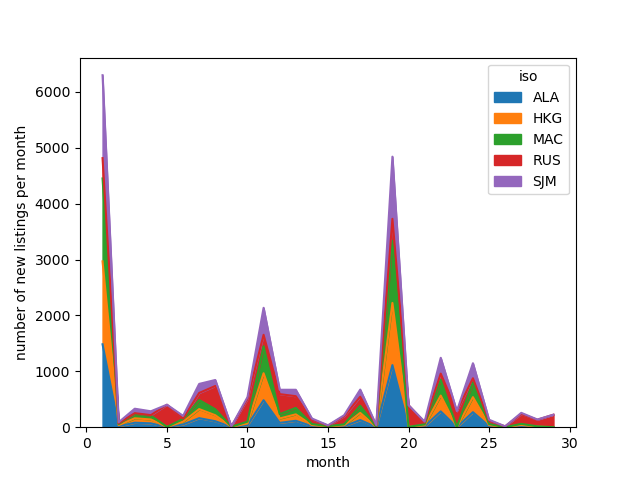 iso
ALA
HKG
MAC
RUS
SJM
6000
5000
4000
3000
2000
1000
0
number of new listings per month
0 5 10 15 20 25 30
month